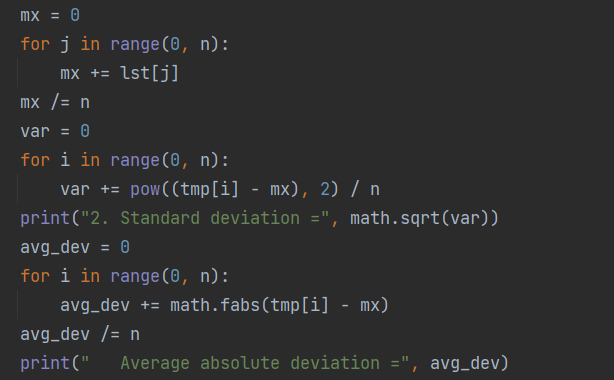 mx = 0
for j in range(0, n):
    mx += lst[j]
mx /= n
var = 0
for i in range(0, n):
    var += pow((tmp[i] - mx), 2) / n
print("2. Standard deviation =", math.sqrt(var))
avg_dev = 0
for i in range(0, n):
    avg_dev += math.fabs(tmp[i] - mx)
avg_dev /= n
print("   Average absolute deviation =", avg_dev)